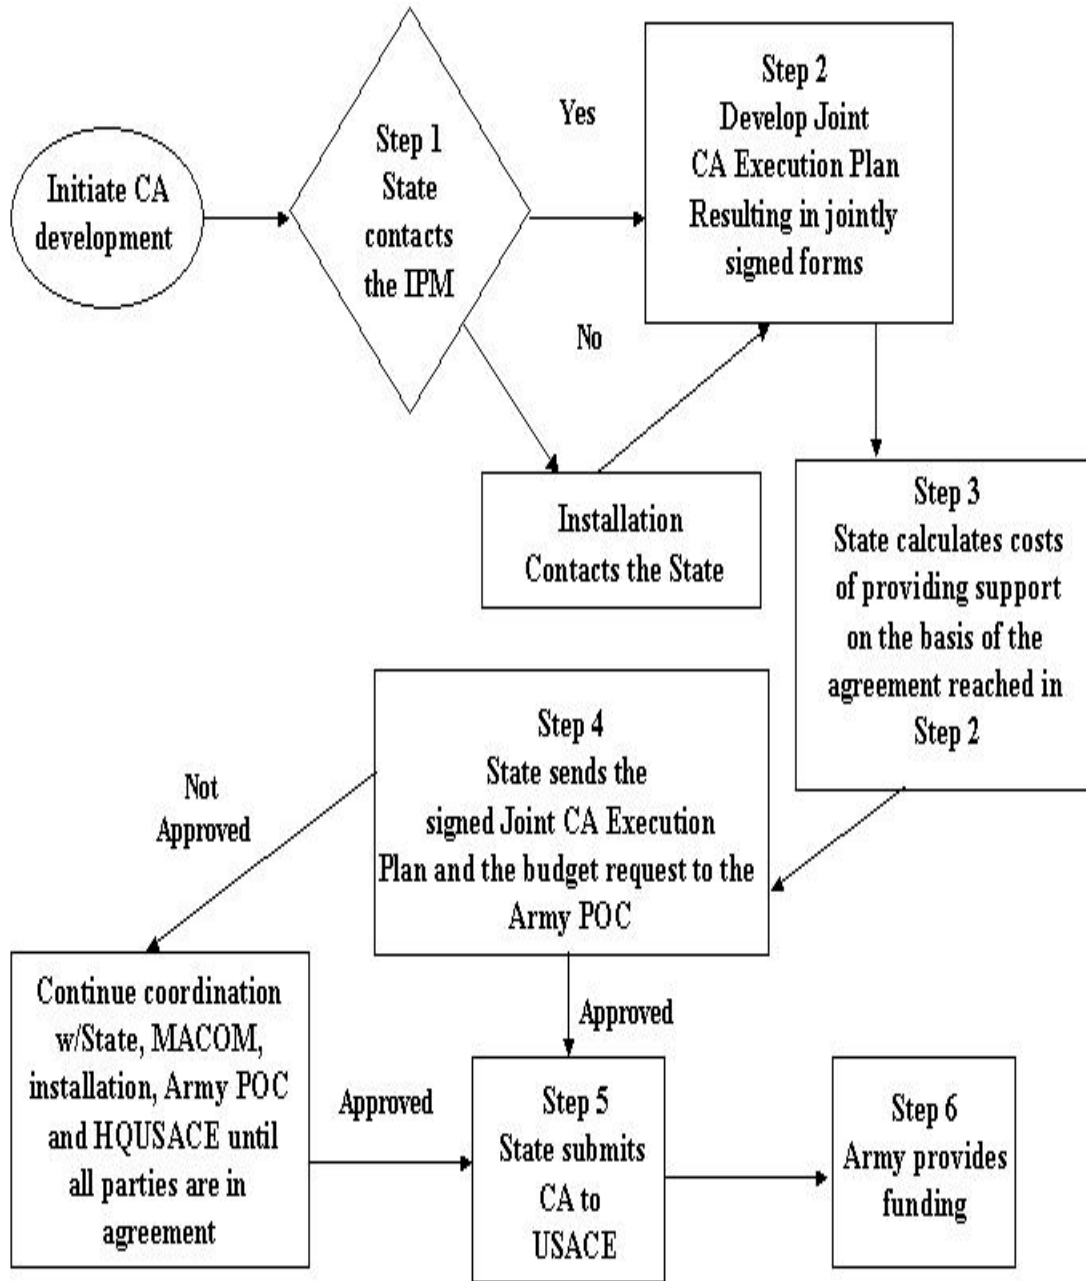 Initiate CA
development
Step 1
State
contacts
the IPM
Yes
No
Step 2
Develop Joint
CA Execution Plan
Resulting in jointly
signed forms
Installation
Contacts the State
Step 3
State calculates costs
of providing support
on the basis of the
agreement reached in
Step 2
Step 4
State sends the
signed Joint CA Execution
Plan and the budget request to the
Army POC
Not
Approved
Approved
Continue coordination
w/State, MACOM,
installation, Army POC
and HQUSACE until
all parties are in
agreement
Approved
Step 5
State submits
CA to
USACE
Step 6
Army provides
funding